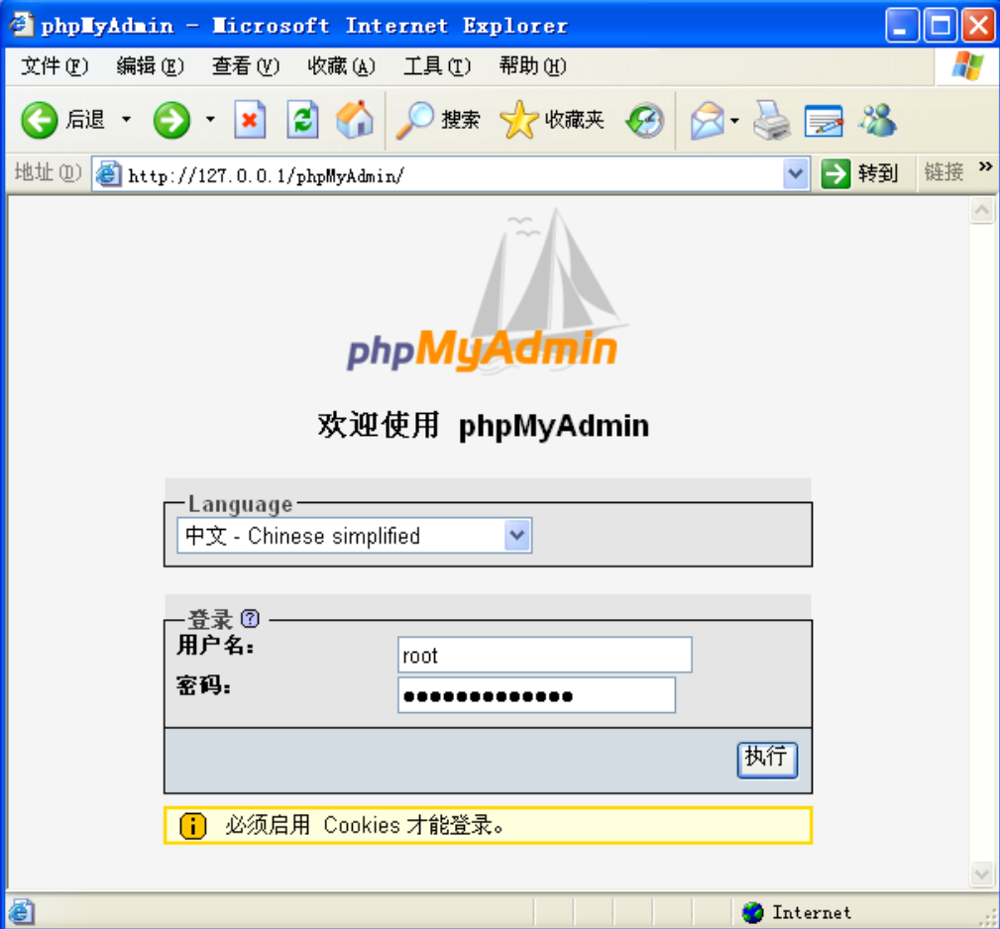 phpMyAdmin - Microsoft Internet Explorer
文件(F) 编辑(E) 查看(V) 收藏(A) 工具(T) 帮助(H)
后退 搜索 收藏夹
地址(D) http://127.0.0.1/phpMyAdmin/ 转到 链接 »
phpMyAdmin
欢迎使用 phpMyAdmin
Language
中文 - Chinese simplified
登录 ?
用户名: root
密码: ●●●●●●●●●●●●●
执行
必须启用 Cookies 才能登录。
Internet